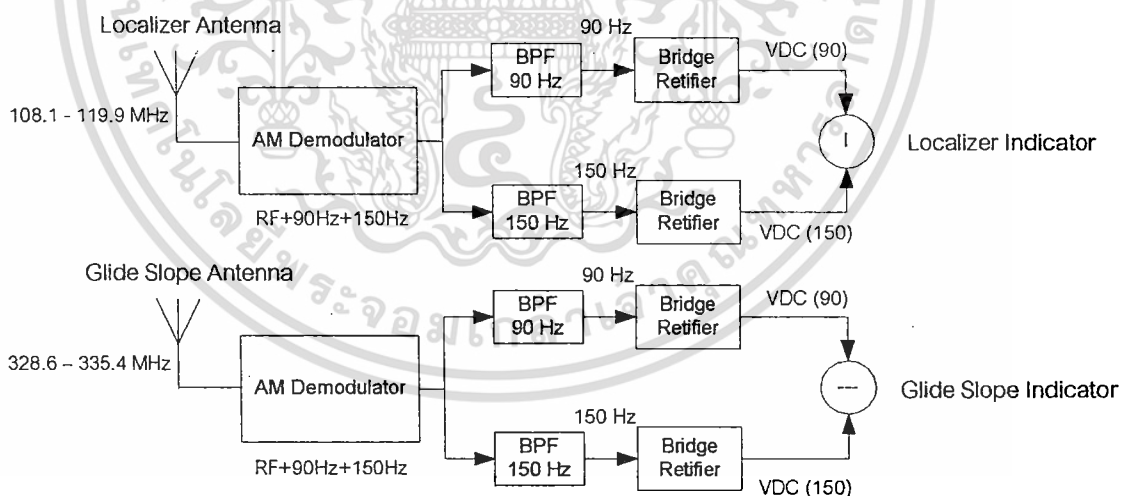 Localizer Antenna
108.1 - 119.9 MHz
AM Demodulator
RF+90Hz+150Hz
BPF
90 Hz
90 Hz
Bridge
Retifier
VDC (90)
BPF
150 Hz
150 Hz
Bridge
Retifier
VDC (150)
I
Localizer Indicator
Glide Slope Antenna
328.6 – 335.4 MHz
AM Demodulator
RF+90Hz+150Hz
BPF
90 Hz
90 Hz
Bridge
Retifier
VDC (90)
BPF
150 Hz
150 Hz
Bridge
Retifier
VDC (150)
---
Glide Slope Indicator